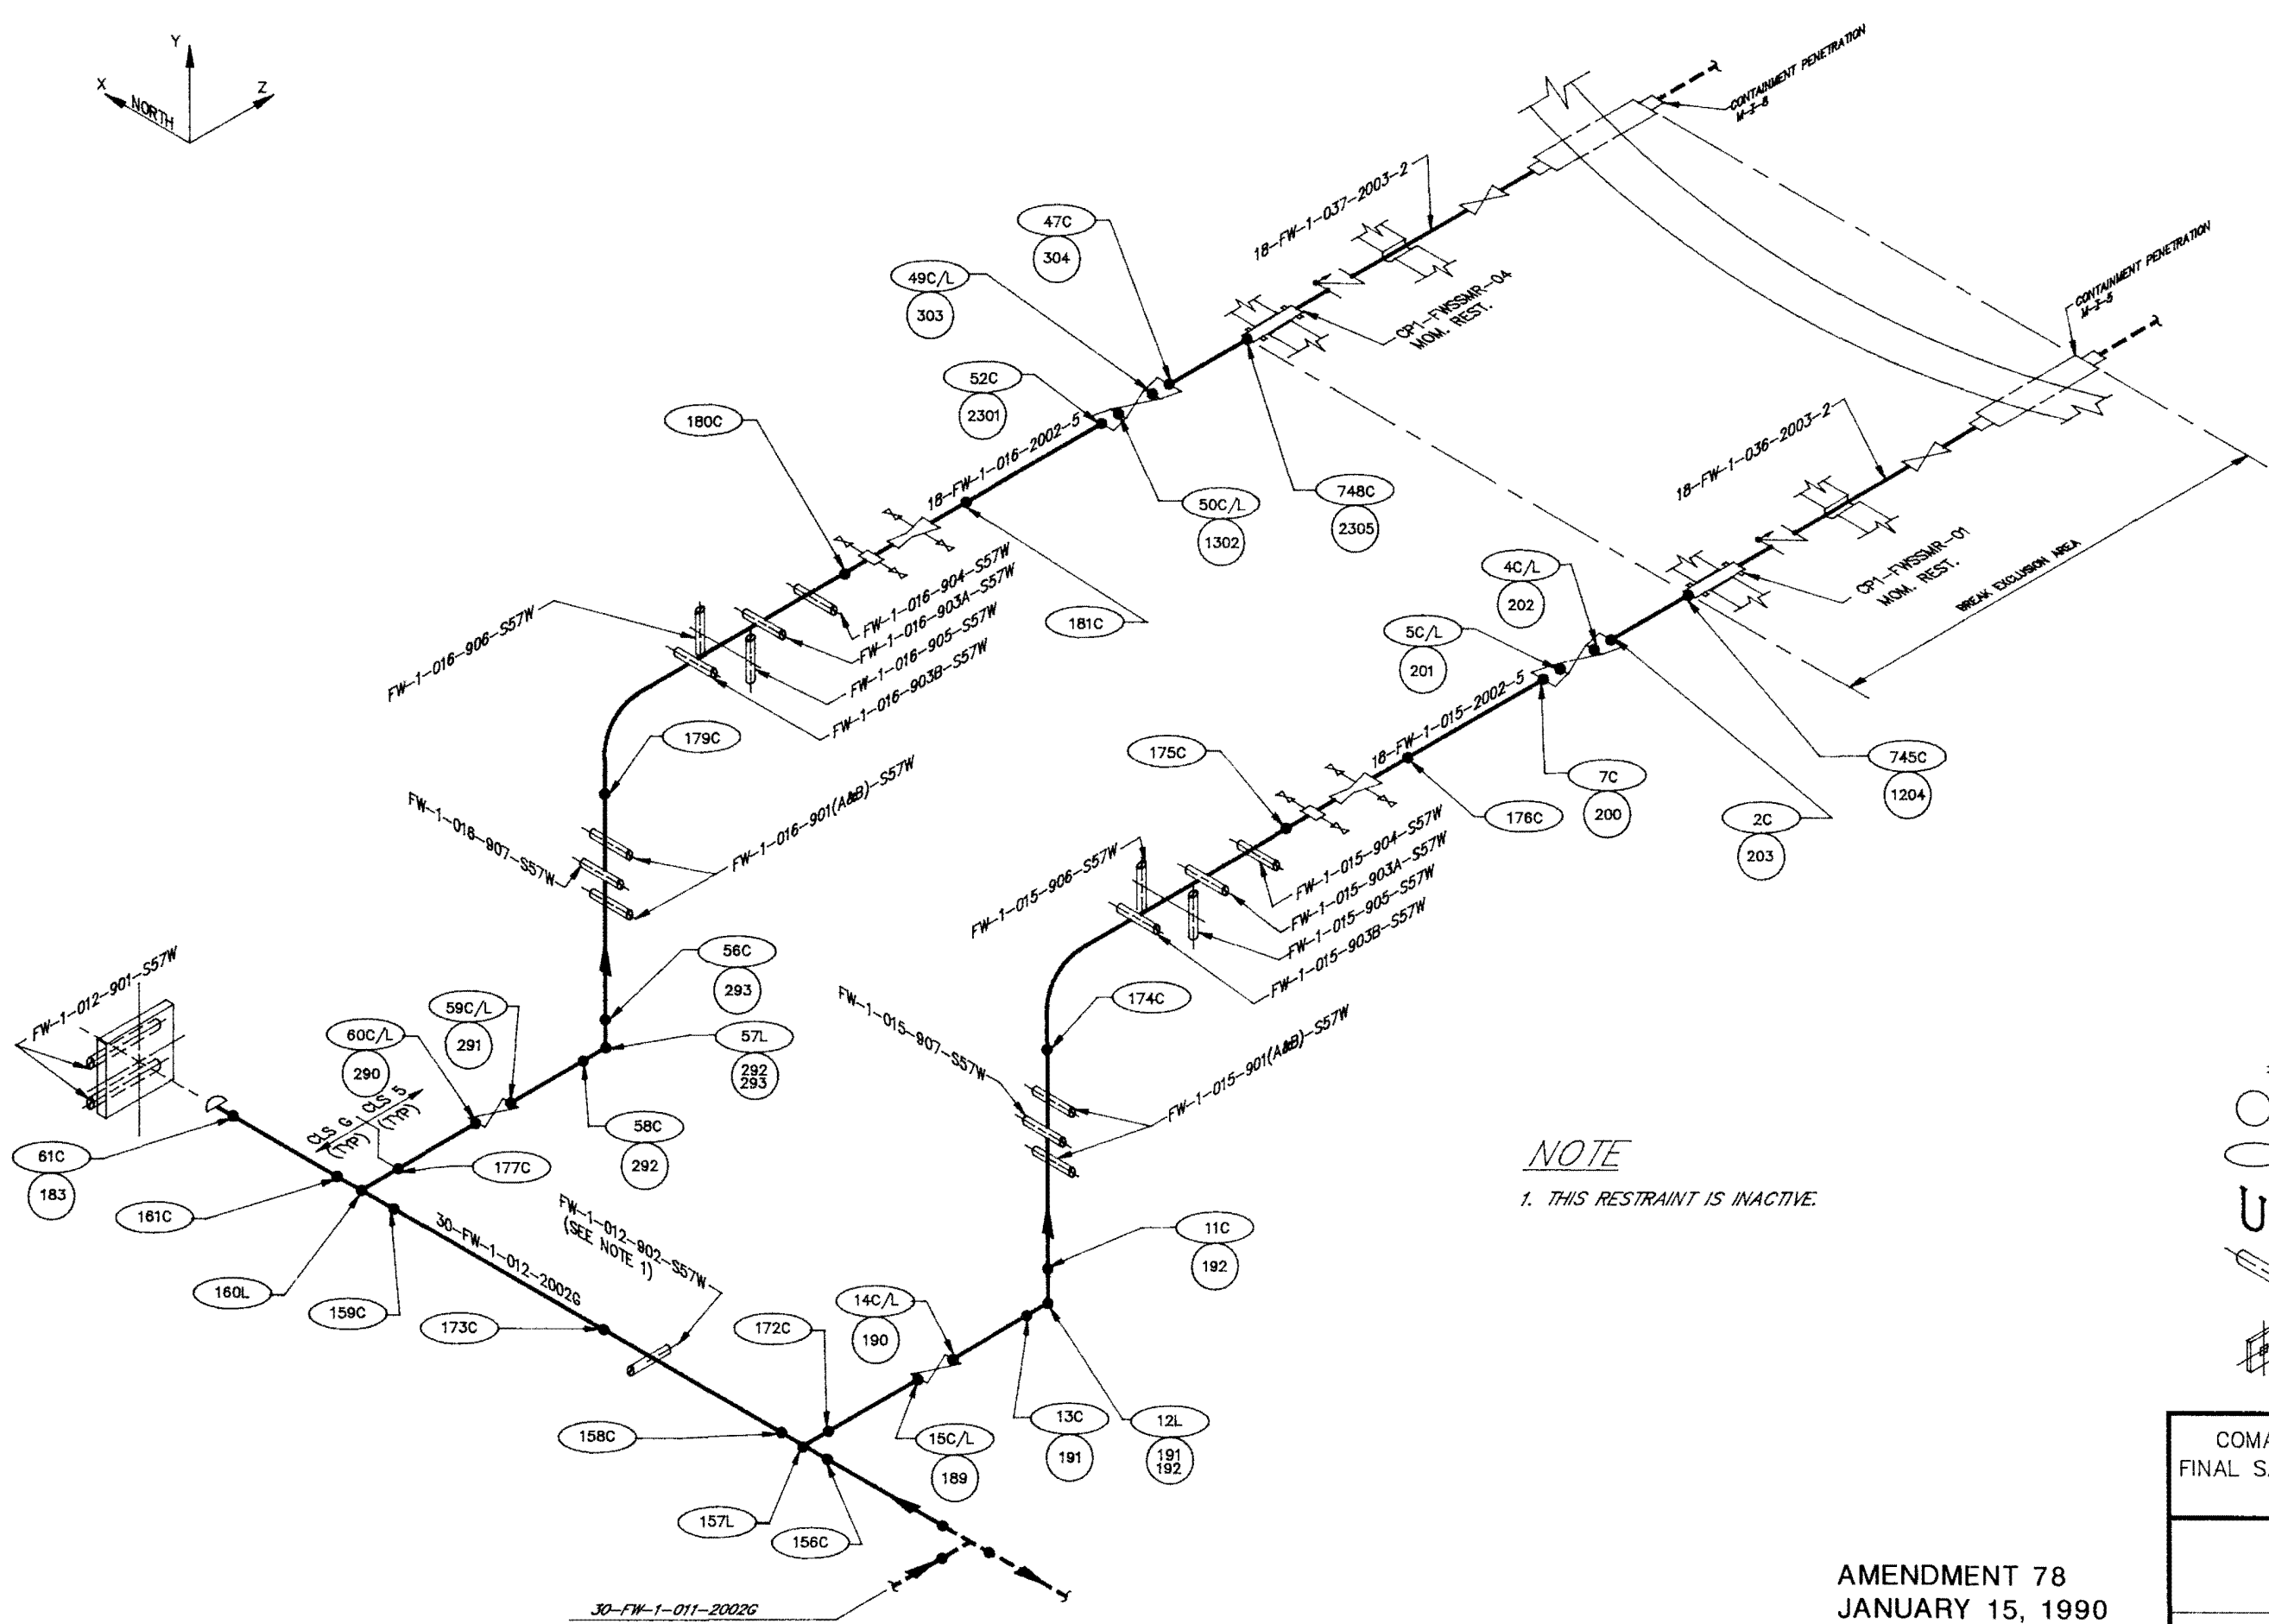 Y
X
Z
NORTH
CONTAINMENT PENETRATION
M-I-8
18-FW-1-037-2003-2
47C
304
49C/L
303
CP1-FWSSMR-04
MOM. REST.
CONTAINMENT PENETRATION
M-I-5
52C
2301
180C
18-FW-1-016-2002-5
50C/L
1302
748C
2305
18-FW-1-036-2003-2
CP1-FWSSMR-01
MOM. REST.
BREAK EXCLUSION AREA
4C/L
202
181C
5C/L
201
FW-1-016-906-S57W
FW-1-016-904-S57W
FW-1-016-903A-S57W
FW-1-016-905-S57W
FW-1-016-903B-S57W
179C
175C
18-FW-1-015-2002-5
745C
1204
7C
200
176C
2C
203
FW-1-016-907-S57W
FW-1-016-901(A&B)-S57W
FW-1-015-906-S57W
FW-1-015-904-S57W
FW-1-015-903A-S57W
FW-1-015-905-S57W
FW-1-015-903B-S57W
56C
293
174C
FW-1-012-901-S57W
59C/L
291
60C/L
290
57L
292
293
FW-1-015-907-S57W
FW-1-015-901(A&B)-S57W
CLS G
(TYP)
CLS 5
(TYP)
58C
292
61C
183
177C
161C
NOTE
1. THIS RESTRAINT IS INACTIVE.
FW-1-012-902-S57W
(SEE NOTE 1)
30-FW-1-012-2002G
11C
192
160L
159C
173C
172C
14C/L
190
158C
15C/L
189
13C
191
12L
191
192
157L
156C
30-FW-1-011-2002G
COMA
FINAL SA
AMENDMENT 78
JANUARY 15, 1990